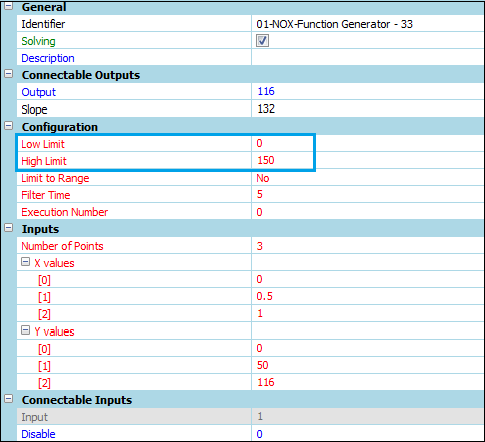 General
Identifier 01-NOX-Function Generator - 33
Solving
Description
Connectable Outputs
Output 116
Slope 132
Configuration
Low Limit 0
High Limit 150
Limit to Range No
Filter Time 5
Execution Number 0
Inputs
Number of Points 3
X values
[0] 0
[1] 0.5
[2] 1
Y values
[0] 0
[1] 50
[2] 116
Connectable Inputs
Input 1
Disable 0